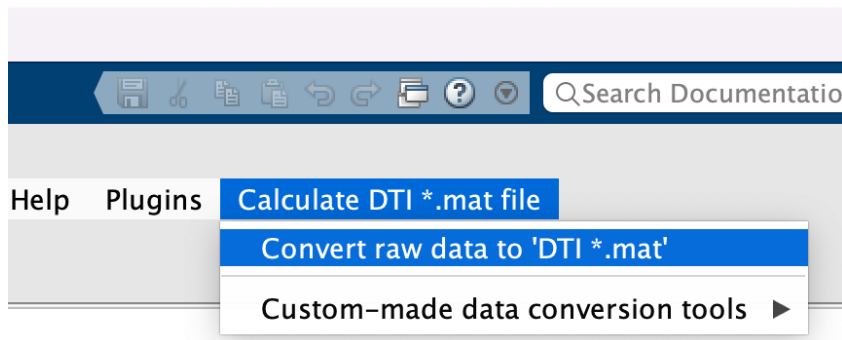 Search Documentatio
Help Plugins Calculate DTI *.mat file
Convert raw data to 'DTI *.mat'
Custom-made data conversion tools